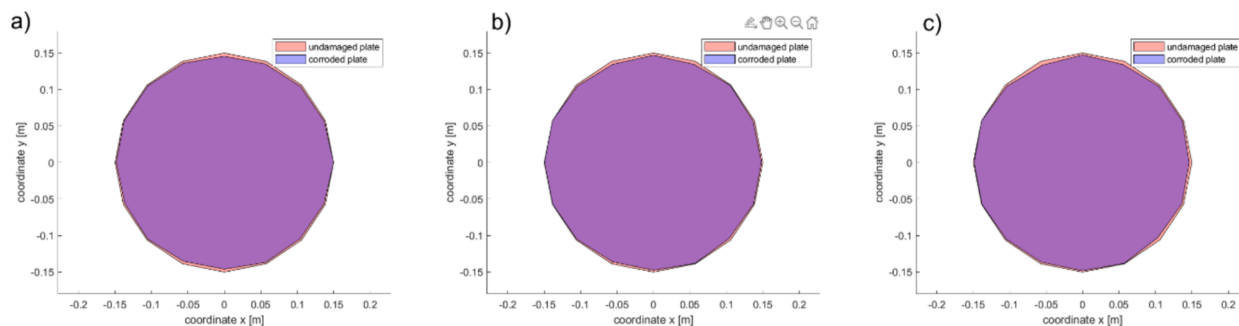 a)
undamaged plate
corroded plate
0.15
0.1
0.05
0
-0.05
-0.1
-0.15
coordinate y [m]
-0.2 -0.15 -0.1 -0.05 0 0.05 0.1 0.15 0.2
coordinate x [m]
b)
undamaged plate
corroded plate
0.15
0.1
0.05
0
-0.05
-0.1
-0.15
coordinate y [m]
-0.2 -0.15 -0.1 -0.05 0 0.05 0.1 0.15 0.2
coordinate x [m]
c)
undamaged plate
corroded plate
0.15
0.1
0.05
0
-0.05
-0.1
-0.15
coordinate y [m]
-0.2 -0.15 -0.1 -0.05 0 0.05 0.1 0.15 0.2
coordinate x [m]